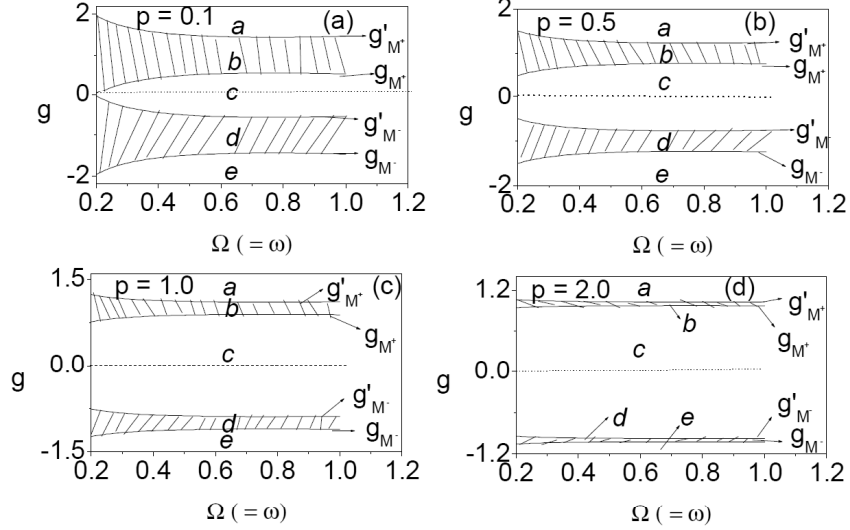 p = 0.1
a
(a)
g'M+
b
gM+
c
g
g'M-
d
gM-
e
2
0
-2
0.2 0.4 0.6 0.8 1.0 1.2
Ω (= ω)
p = 0.5
a
(b)
g'M+
b
gM+
c
g
g'M-
d
gM-
e
2
1
0
-1
-2
0.2 0.4 0.6 0.8 1.0 1.2
Ω (= ω)
p = 1.0
a
(c)
g'M+
b
gM+
c
g
g'M-
d
gM-
e
1.5
0.0
-1.5
0.2 0.4 0.6 0.8 1.0 1.2
Ω (= ω)
p = 2.0
a
(d)
g'M+
b
gM+
c
g
g'M-
d
e
gM-
1.2
0.0
-1.2
0.2 0.4 0.6 0.8 1.0 1.2
Ω (= ω)